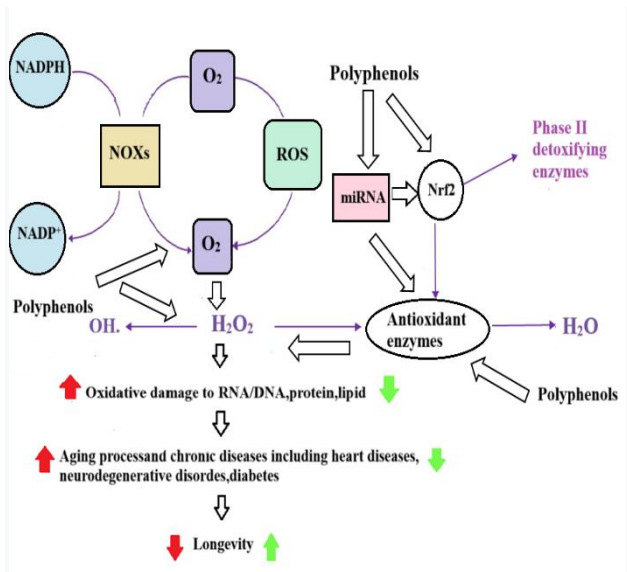 NADPH
O₂
Polyphenols
NOXs
ROS
Phase II
detoxifying
enzymes
miRNA
Nrf2
NADP⁺
O₂
Polyphenols
OH.
H₂O₂
Antioxidant
enzymes
H₂O
Oxidative damage to RNA/DNA,protein,lipid
Polyphenols
Aging processand chronic diseases including heart diseases,
neurodegenerative disordes,diabetes
Longevity